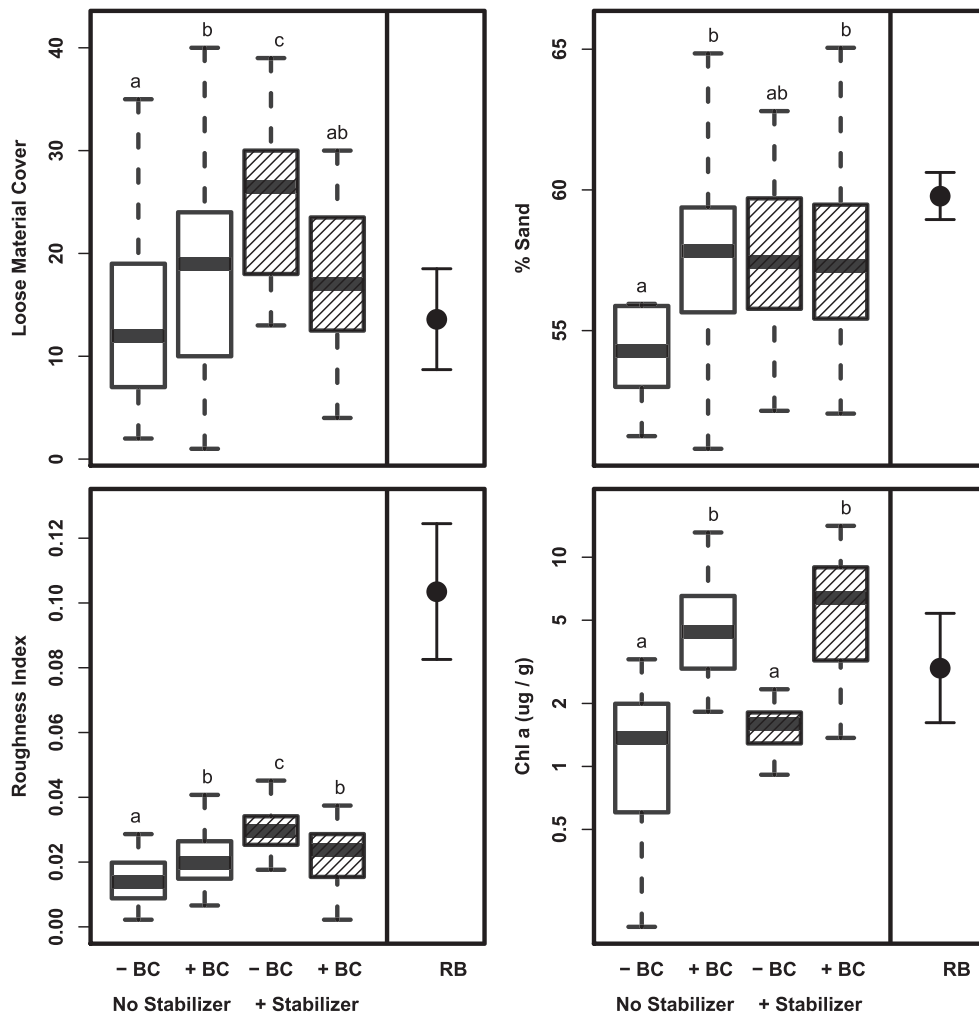 Loose Material Cover
40
30
20
10
0
a
b
c
ab
% Sand
65
60
55
a
b
ab
b
Roughness Index
0.12
0.10
0.08
0.06
0.04
0.02
0.00
a
b
c
b
Chl a (ug / g)
10
5
2
1
0.5
a
b
a
b
− BC + BC − BC + BC RB
No Stabilizer + Stabilizer
− BC + BC − BC + BC RB
No Stabilizer + Stabilizer